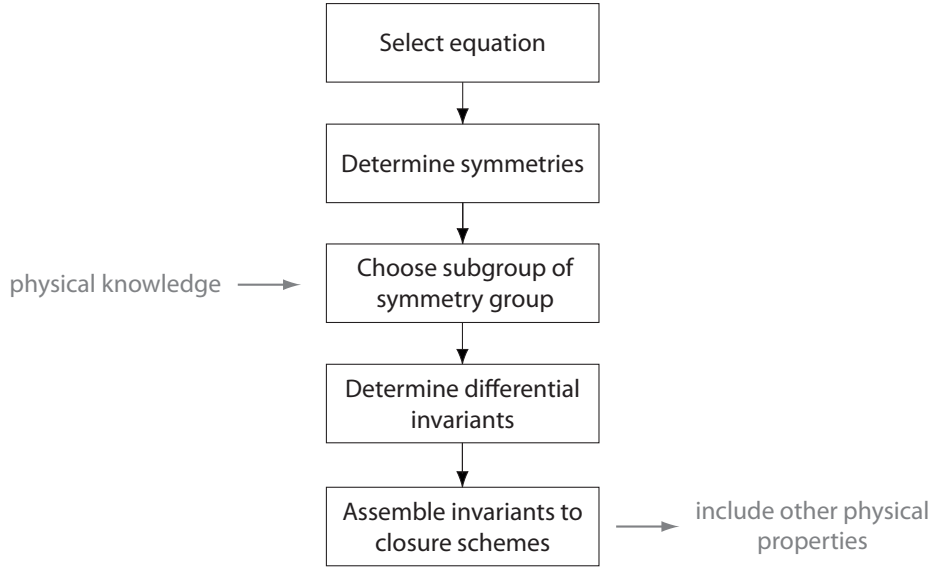 Select equation
Determine symmetries
physical knowledge
Choose subgroup of
symmetry group
Determine differential
invariants
Assemble invariants to
closure schemes
include other physical
properties